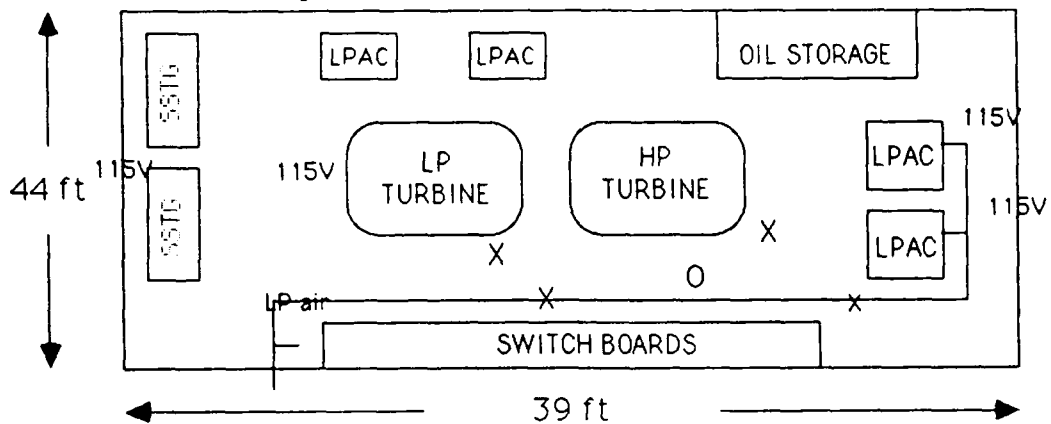 LPAC
LPAC
OIL STORAGE
SSTG
115V
LP
TURBINE
HP
TURBINE
115V
LPAC
44 ft
115V
SSTG
115V
LPAC
X
X
O
LP air
X
X
SWITCH BOARDS
39 ft